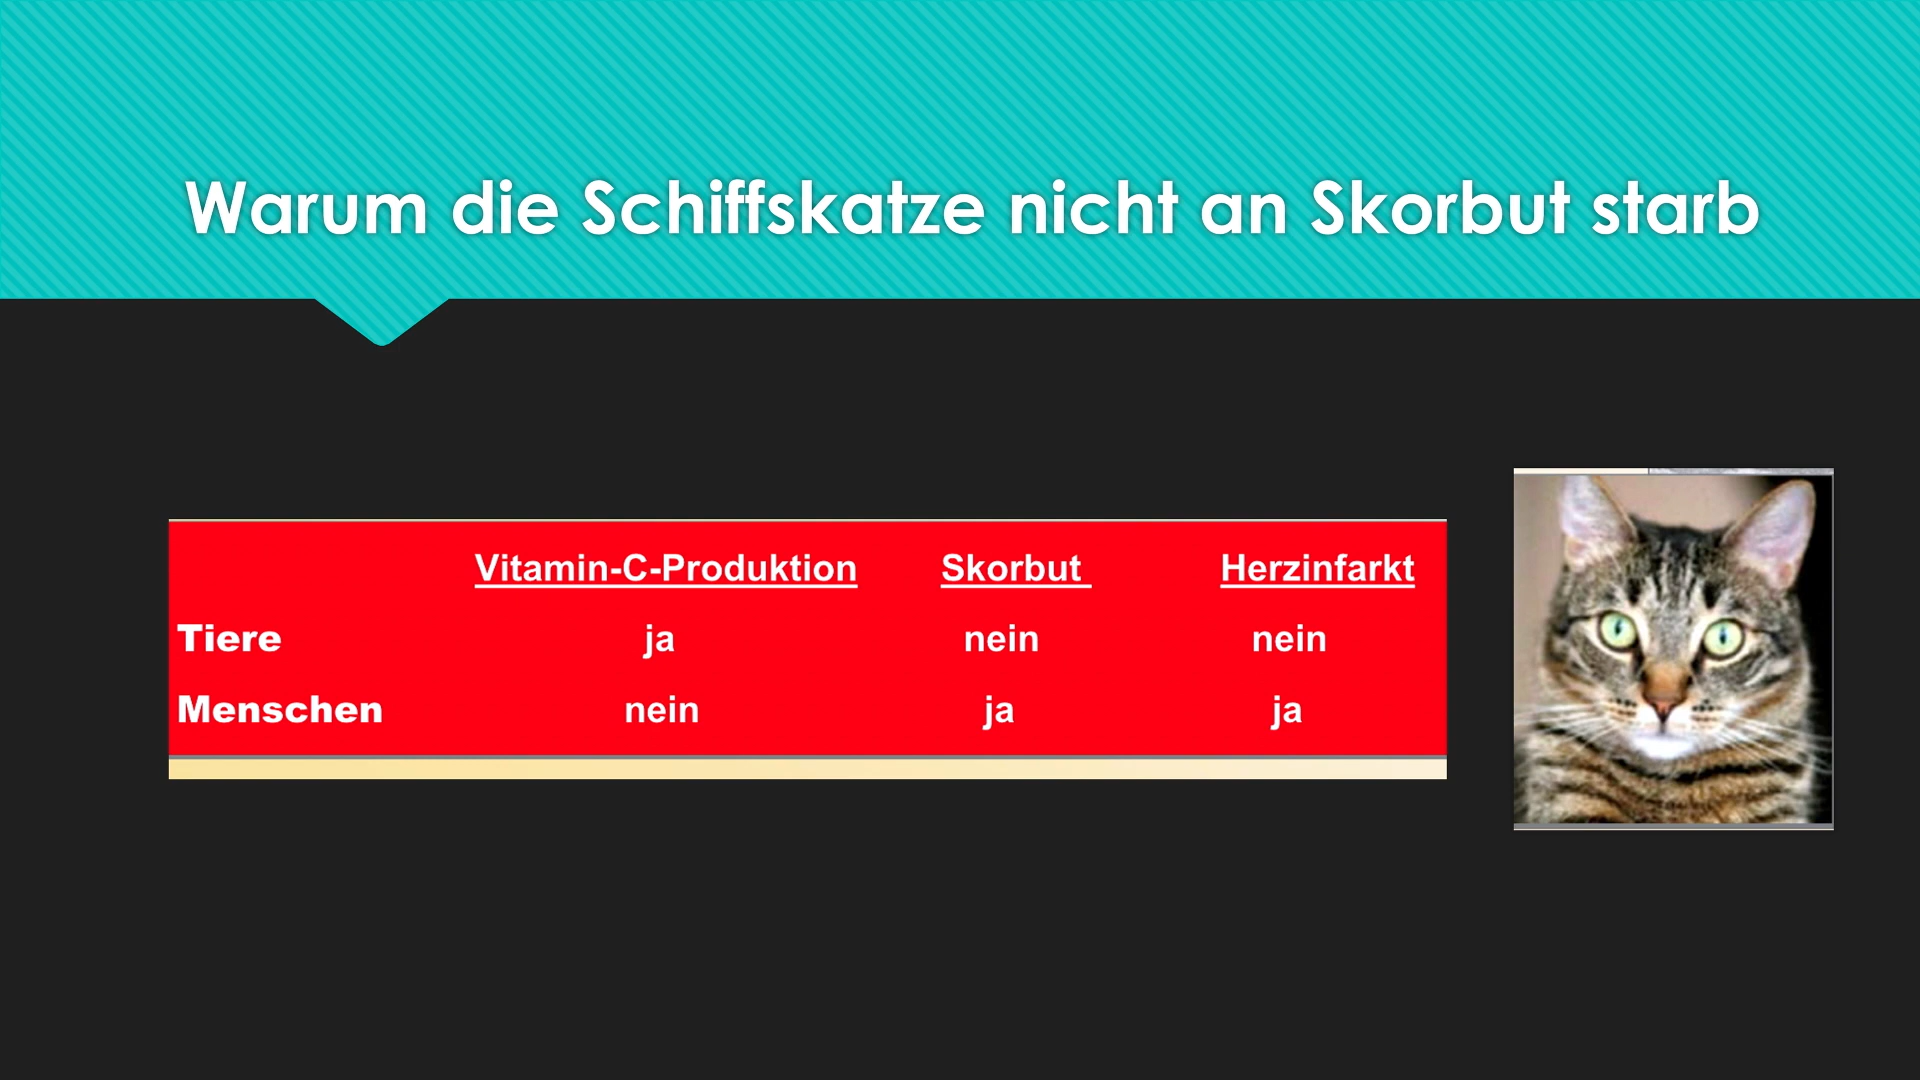 Warum die Schiffskatze nicht an Skorbut starb
Vitamin-C-Produktion Skorbut Herzinfarkt
Tiere ja nein nein
Menschen nein ja ja